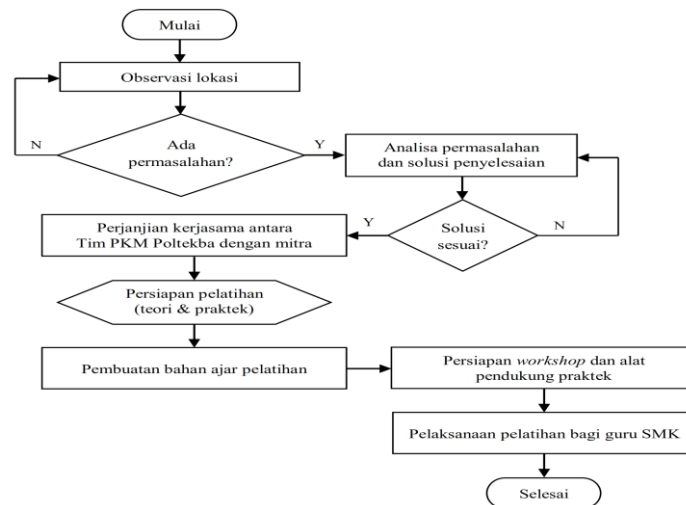 Mulai
Observasi lokasi
N
Ada
permasalahan?
Y
Analisa permasalahan
dan solusi penyelesaian
Perjanjian kerjasama antara
Tim PKM Poltekba dengan mitra
Y
Solusi
sesuai?
N
Persiapan pelatihan
(teori & praktek)
Pembuatan bahan ajar pelatihan
Persiapan workshop dan alat
pendukung praktek
Pelaksanaan pelatihan bagi guru SMK
Selesai